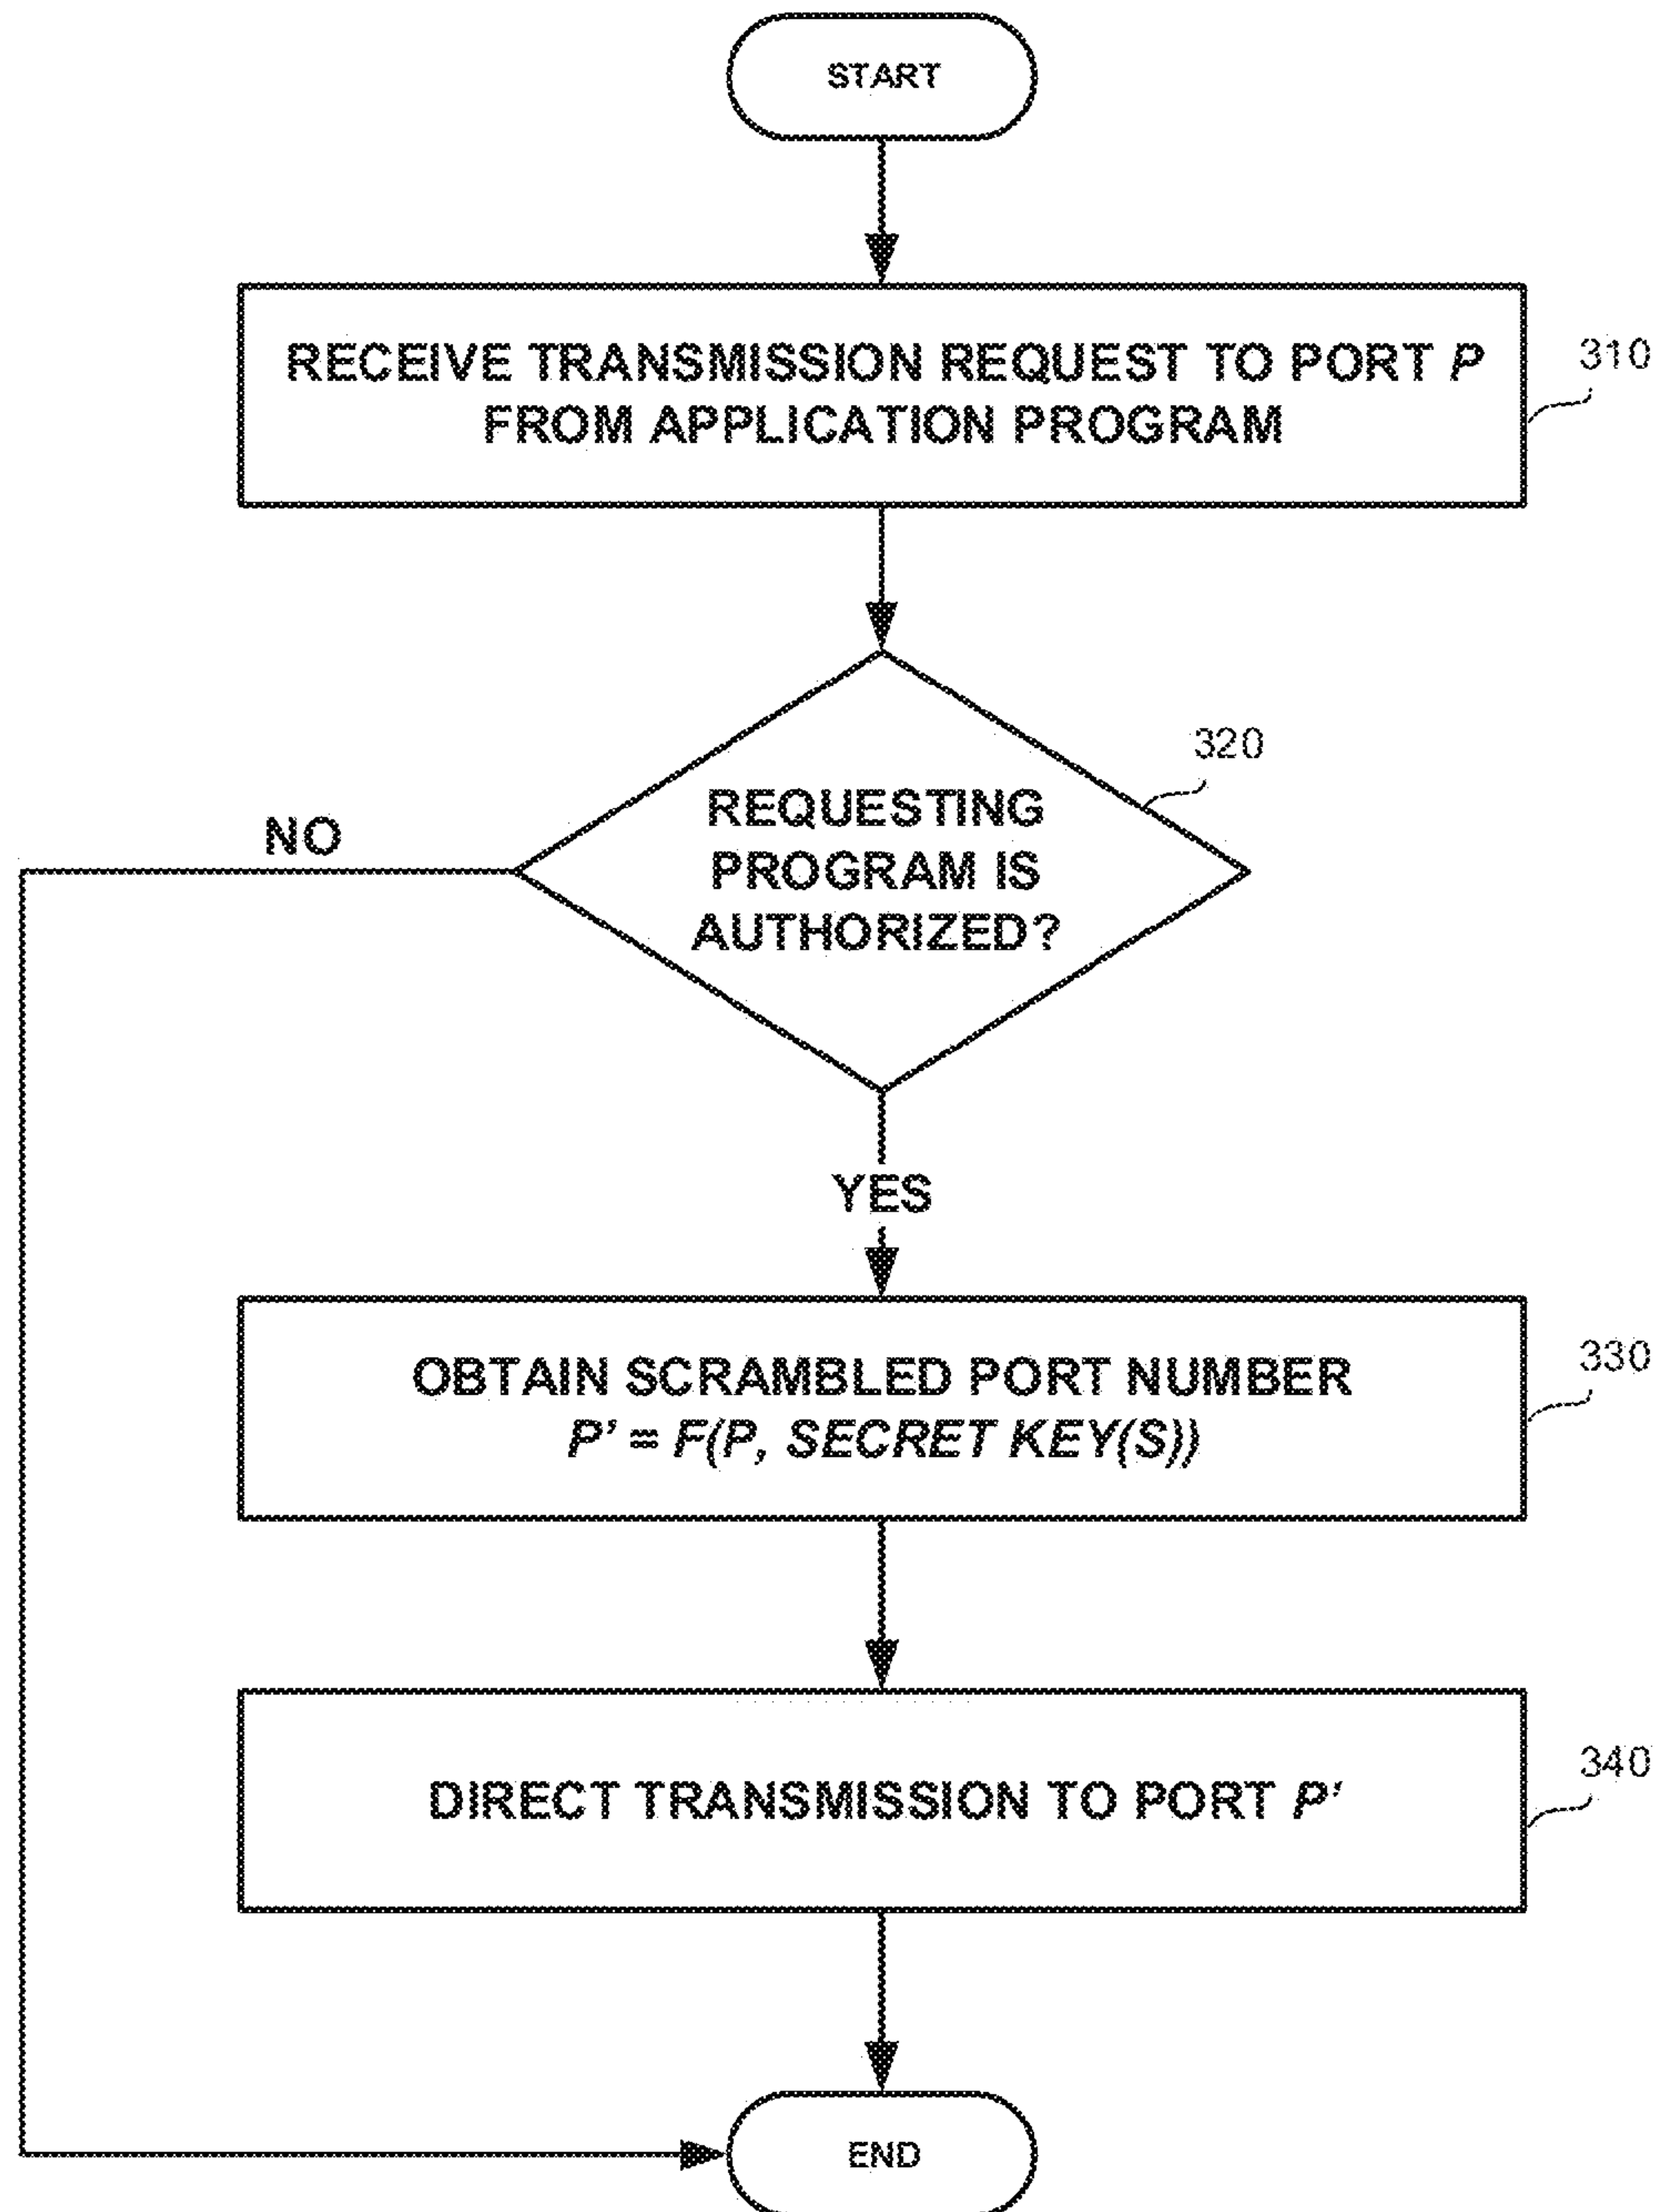 START
RECEIVE TRANSMISSION REQUEST TO PORT P
FROM APPLICATION PROGRAM
310
320
REQUESTING
PROGRAM IS
AUTHORIZED?
NO
YES
OBTAIN SCRAMBLED PORT NUMBER
P’ = F(P, SECRET KEY(S))
330
DIRECT TRANSMISSION TO PORT P’
340
END